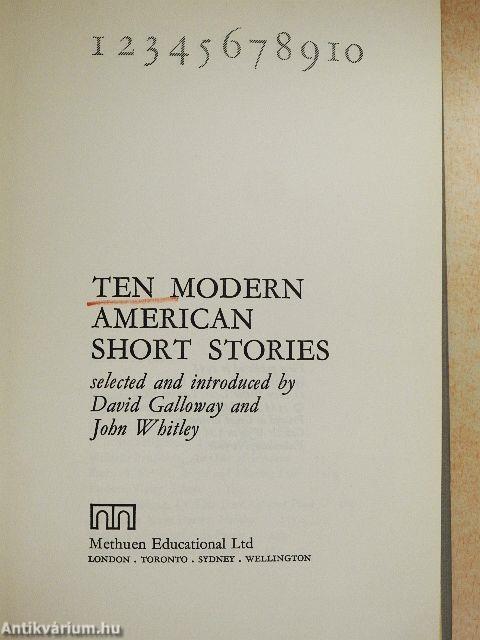 12345678910
TEN MODERN
AMERICAN
SHORT STORIES
selected and introduced by
David Galloway and
John Whitley
Methuen Educational Ltd
LONDON . TORONTO . SYDNEY . WELLINGTON
Antikvárium.hu